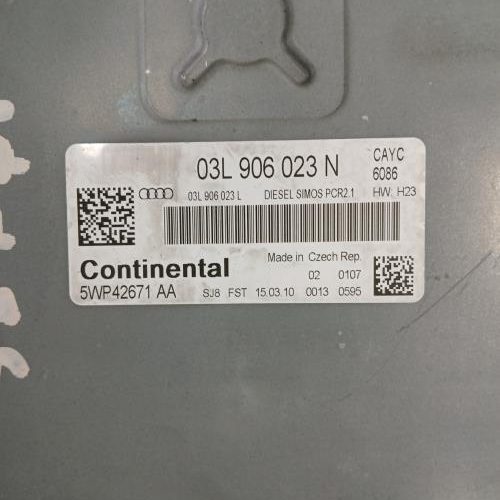 03L 906 023 N CAYC
6086
03L 906 023 L DIESEL SIMOS PCR2.1 HW: H23
Made in Czech Rep.
Continental 02 0107
5WP42671 AA SJ8 FST 15.03.10 0013 0595